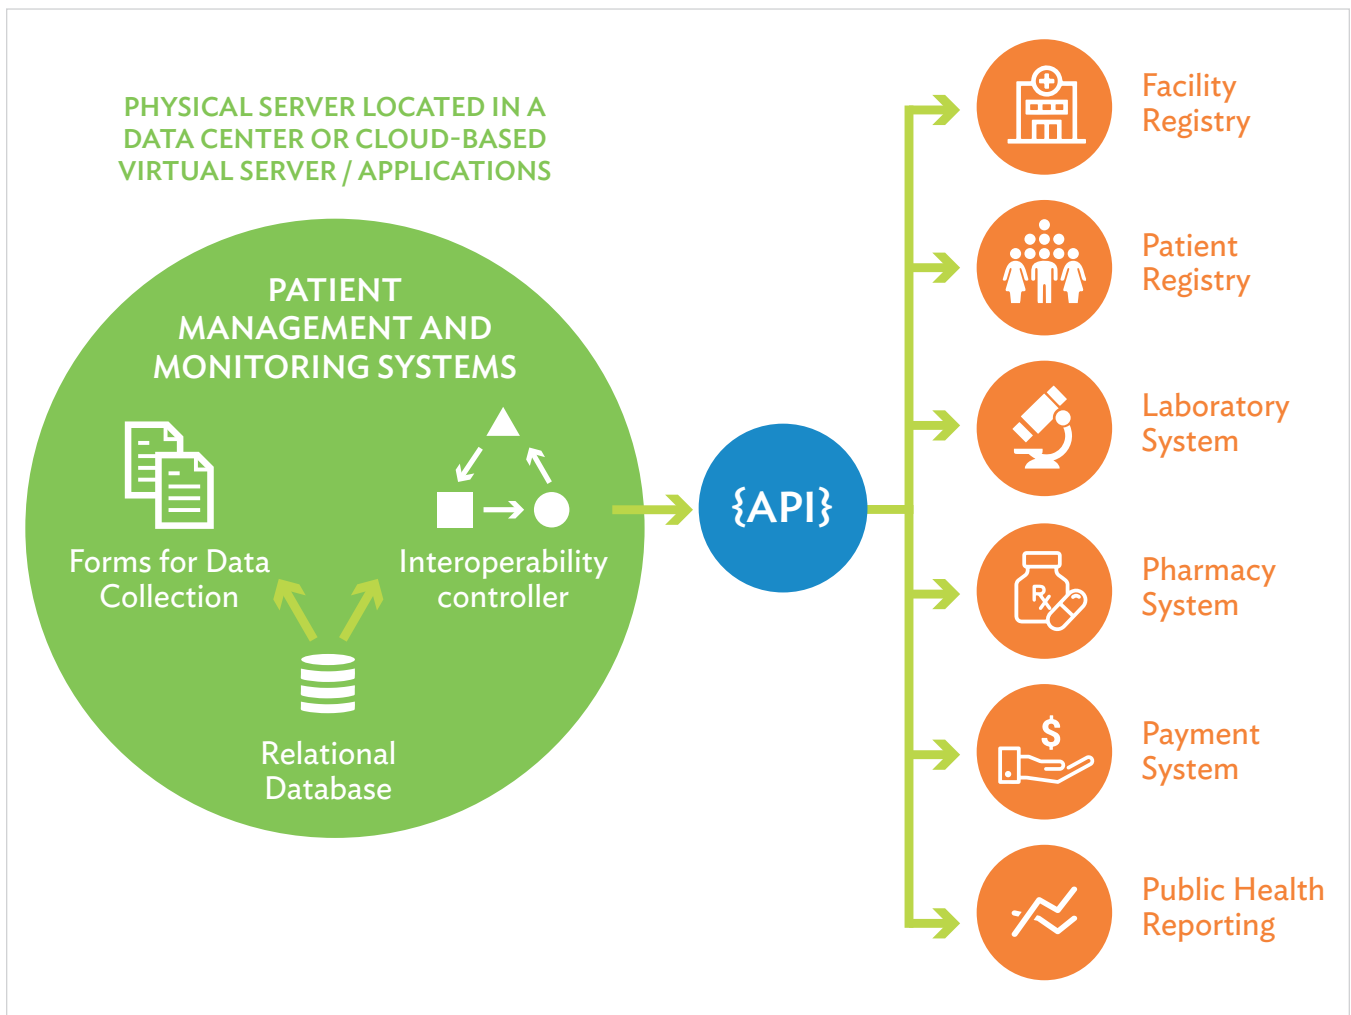 PHYSICAL SERVER LOCATED IN A
DATA CENTER OR CLOUD-BASED
VIRTUAL SERVER / APPLICATIONS
PATIENT
MANAGEMENT AND
MONITORING SYSTEMS
Forms for Data
Collection
Interoperability
controller
Relational
Database
{API}
Facility
Registry
Patient
Registry
Laboratory
System
Rx
Pharmacy
System
$
Payment
System
Public Health
Reporting